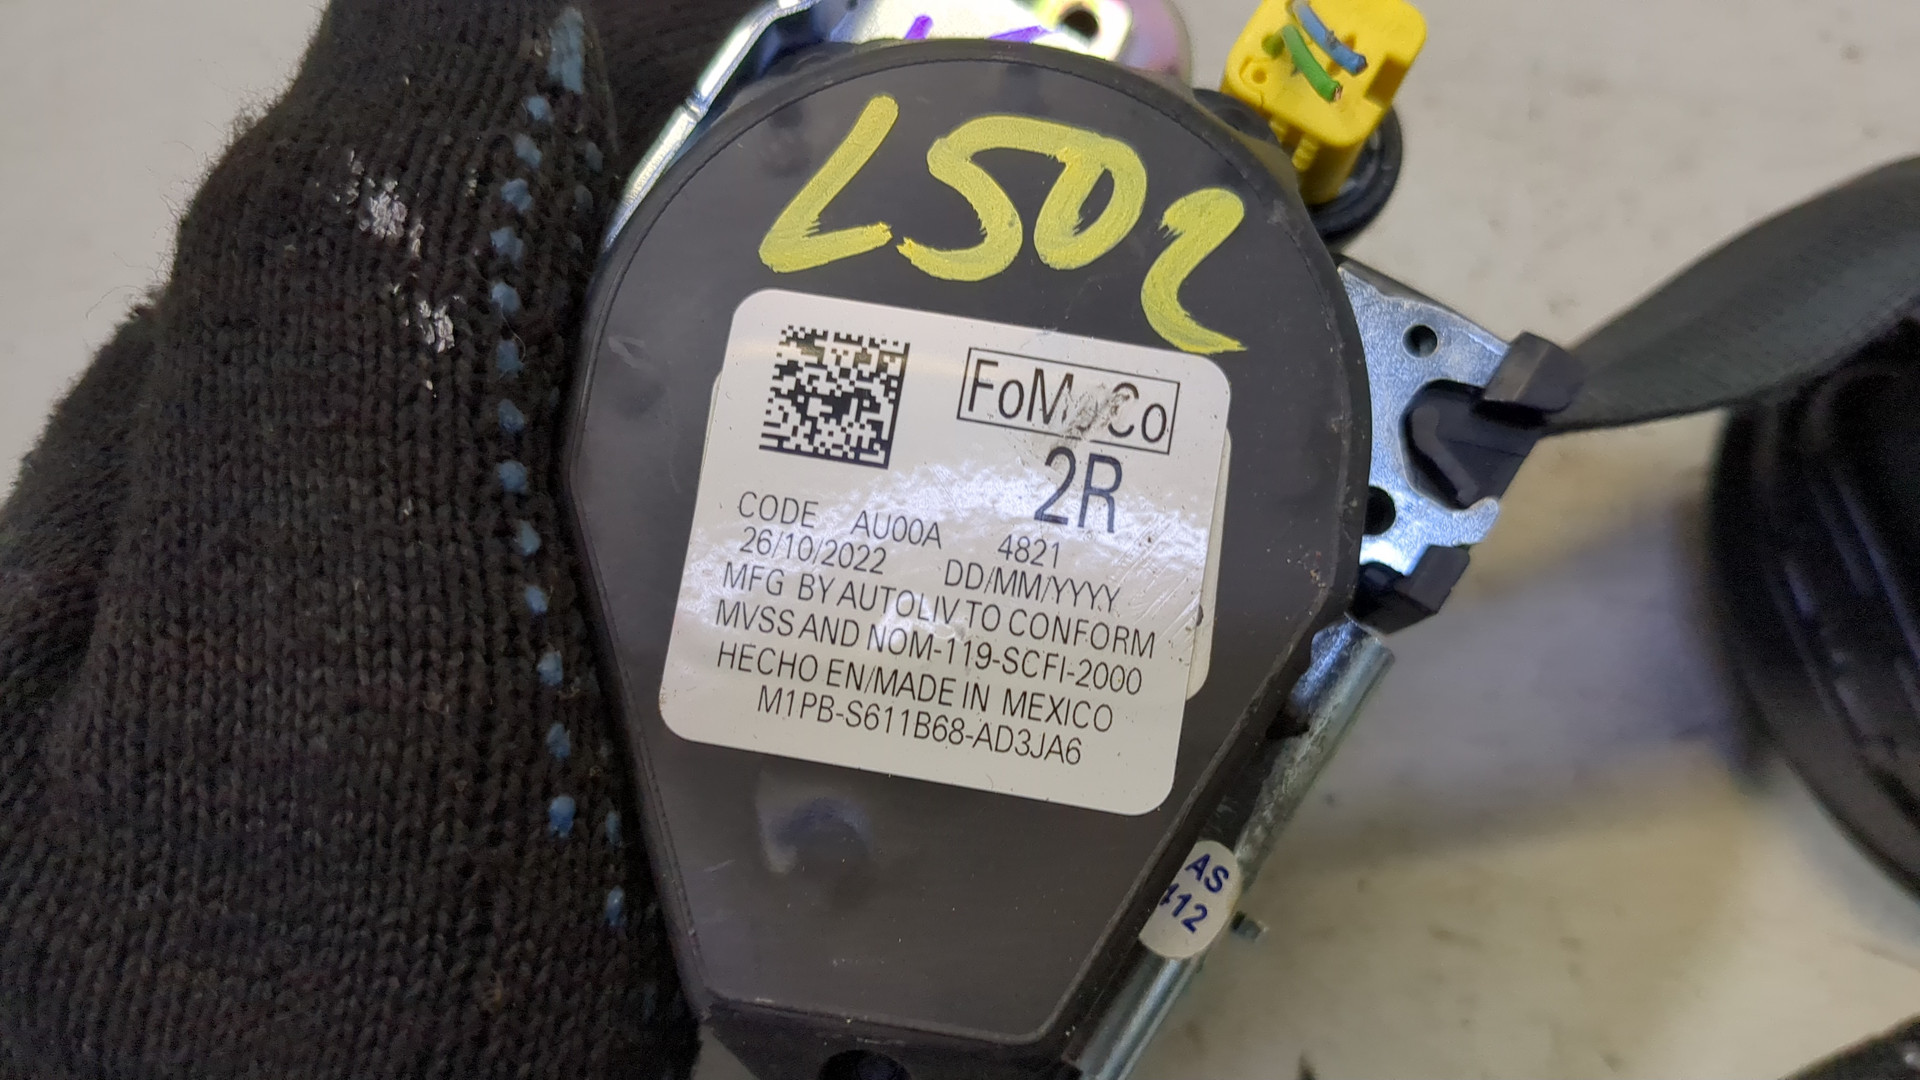 L502
FoMoCo
2R
CODE AU00A 4821
26/10/2022 DD/MM/YYYY
MFG BY AUTOLIV TO CONFORM
MVSS AND NOM-119-SCFI-2000
HECHO EN/MADE IN MEXICO
M1PB-S611B68-AD3JA6
AS
412